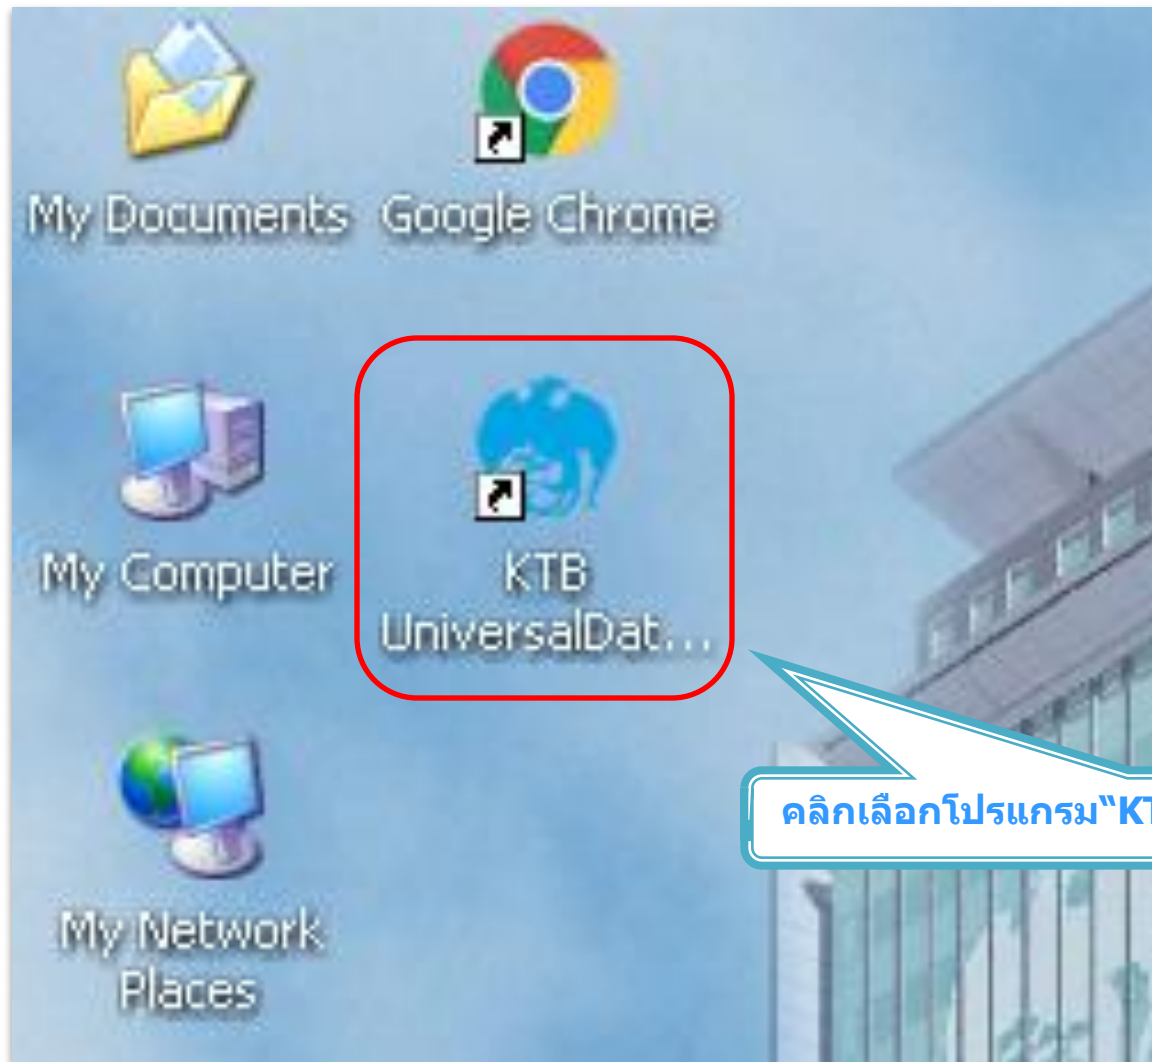 My Documents
Google Chrome
My Computer
KTB
UniversalDat...
คลิกเลือกโปรแกรม“KT
My Network
Places